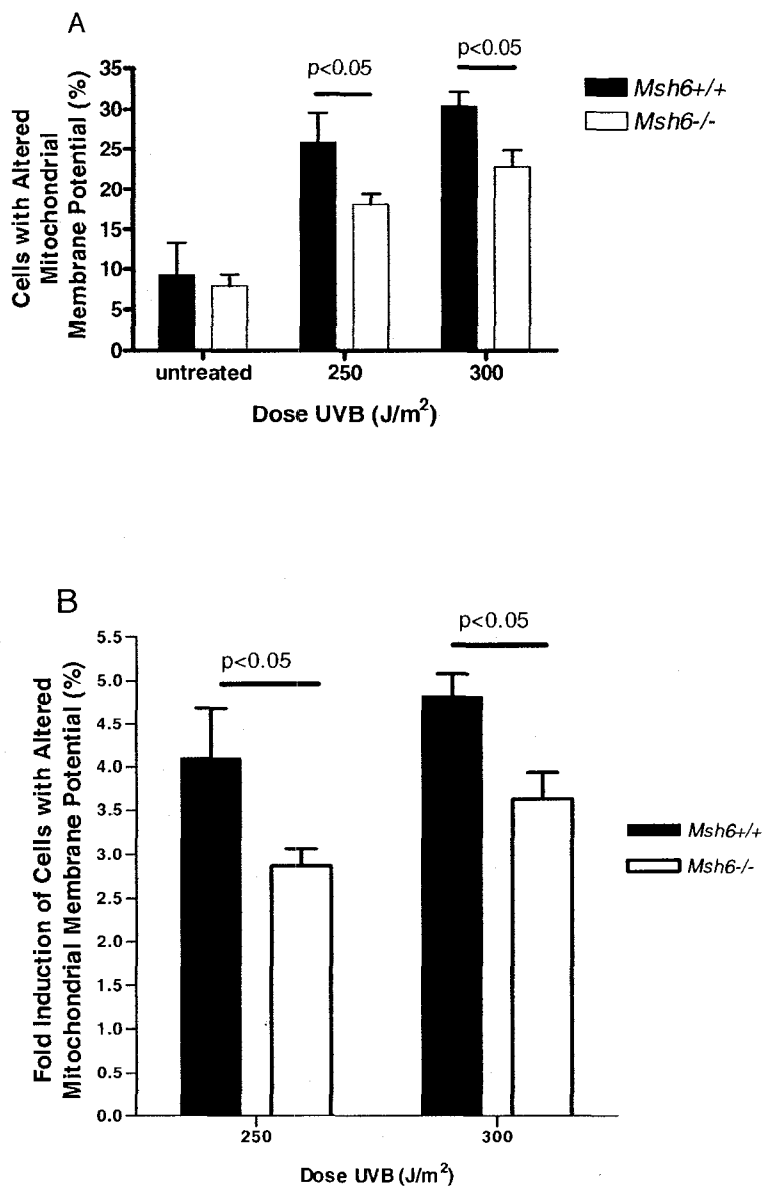 A
p<0.05
p<0.05
Cells with Altered
Mitochondrial
Membrane Potential (%)
35
30
25
20
15
10
5
0
Msh6+/+
Msh6-/-
untreated
250
300
Dose UVB (J/m²)
B
p<0.05
p<0.05
Fold Induction of Cells with Altered
Mitochondrial Membrane Potential (%)
5.5
5.0
4.5
4.0
3.5
3.0
2.5
2.0
1.5
1.0
0.5
0.0
Msh6+/+
Msh6-/-
250
300
Dose UVB (J/m²)